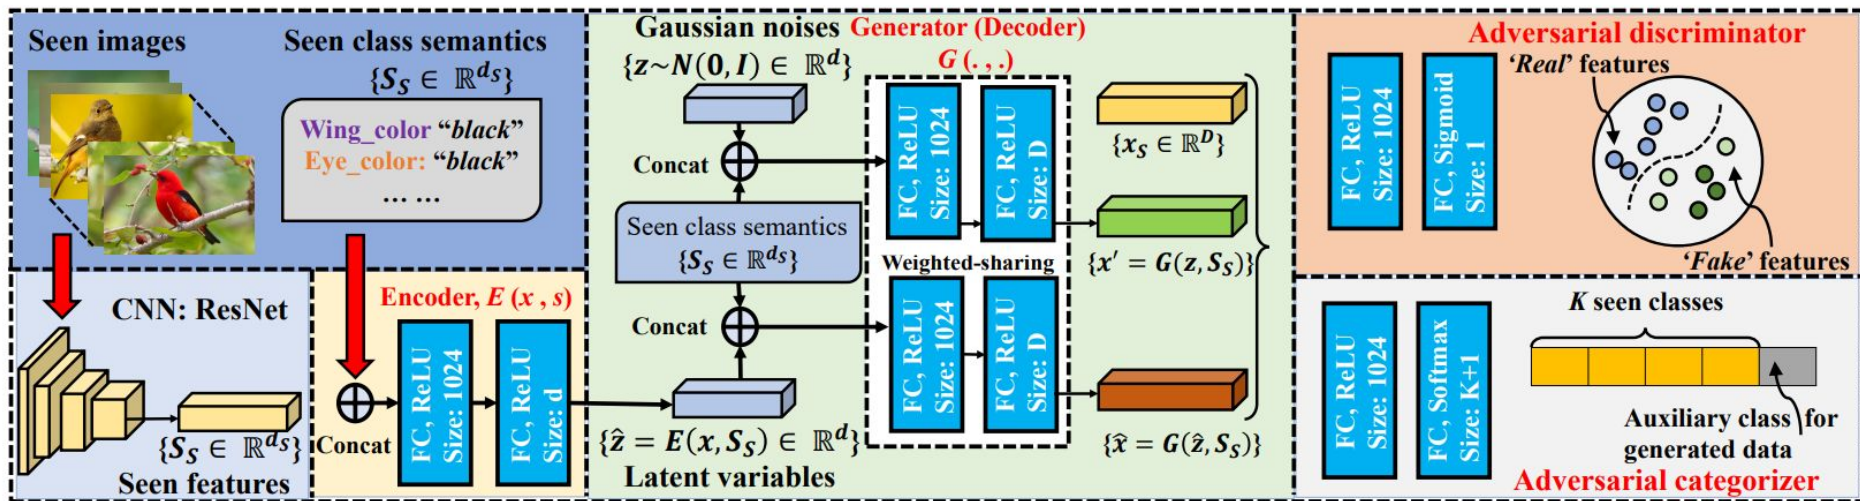 Seen images
Seen class semantics
{S_S ∈ ℝ^{d_S}}
Wing_color "black"
Eye_color: "black"
... ...
CNN: ResNet
{S_S ∈ ℝ^{d_S}}
Seen features
Encoder, E (x , s)
Concat
FC, ReLU
Size: 1024
FC, ReLU
Size: d
Gaussian noises
{z~N(0, I) ∈ ℝ^d}
Concat
Seen class semantics
{S_S ∈ ℝ^{d_S}}
Concat
{ẑ = E(x, S_S) ∈ ℝ^d}
Latent variables
Generator (Decoder)
G (. , .)
FC, ReLU
Size: 1024
FC, ReLU
Size: D
Weighted-sharing
FC, ReLU
Size: 1024
FC, ReLU
Size: D
{x_S ∈ ℝ^D}
{x′ = G(z, S_S)}
{x̂ = G(ẑ, S_S)}
Adversarial discriminator
'Real' features
FC, ReLU
Size: 1024
FC, Sigmoid
Size: 1
'Fake' features
K seen classes
FC, ReLU
Size: 1024
FC, Softmax
Size: K+1
Auxiliary class for
generated data
Adversarial categorizer